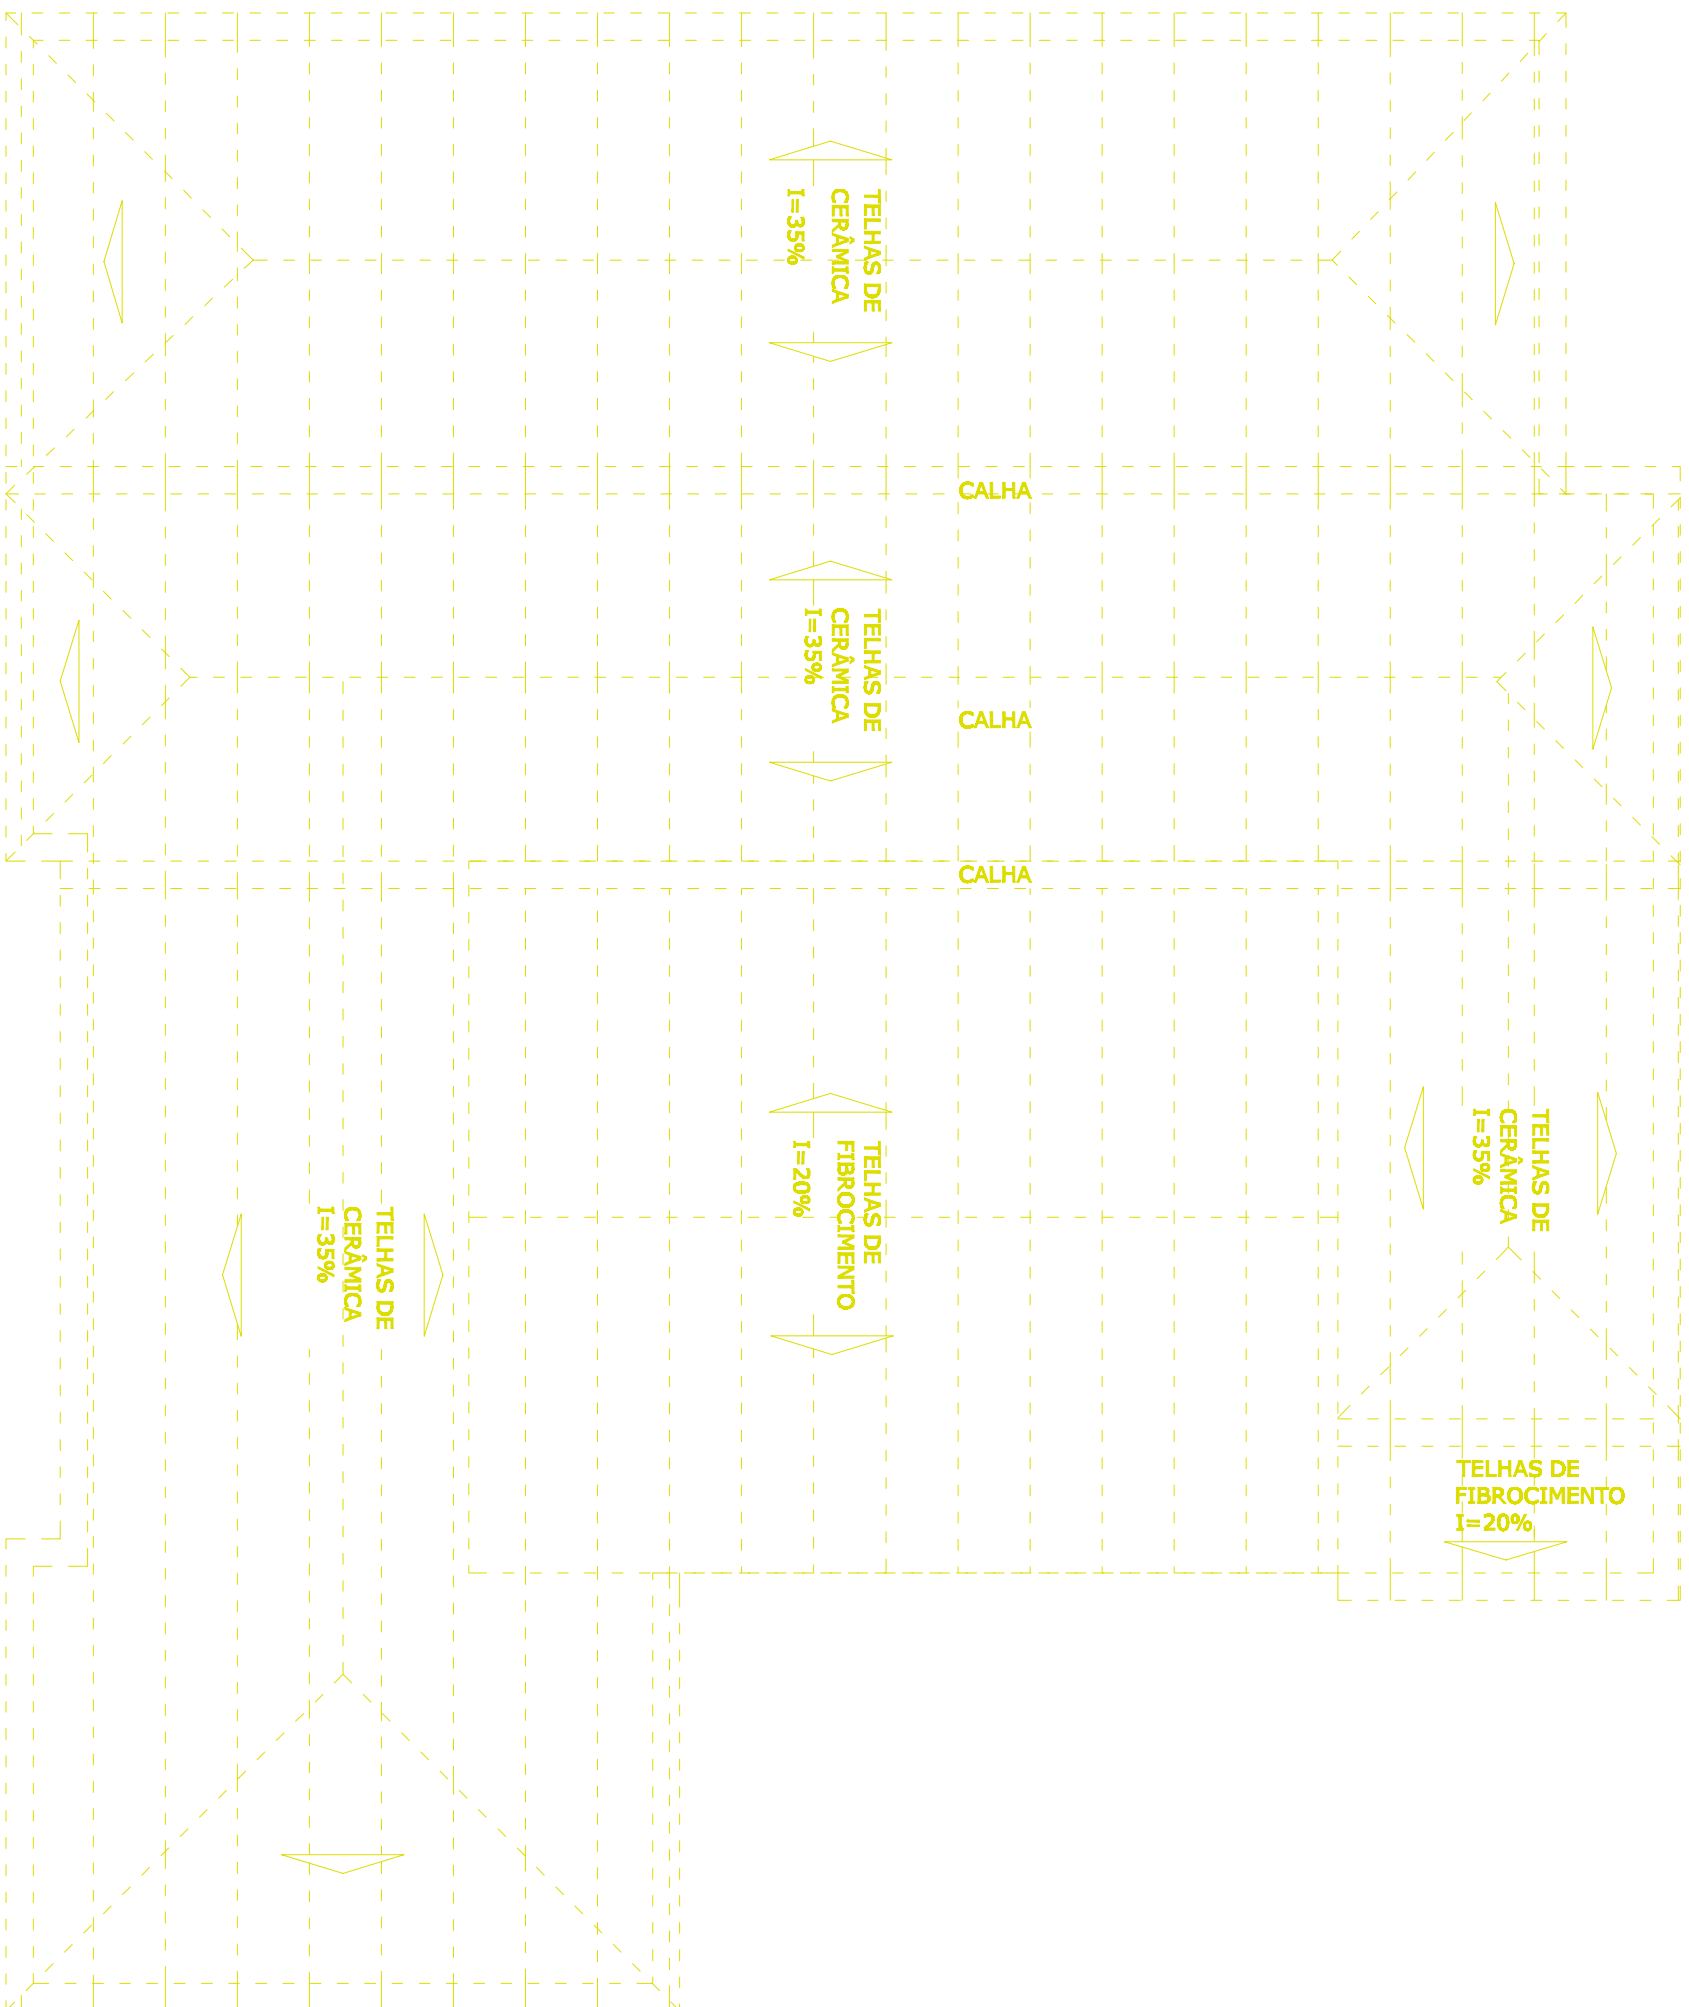 TELHAS DE
CERÂMICA
I=35%
CALHA
TELHAS DE
CERÂMICA
I=35%
CALHA
CALHA
TELHAS DE
FIBROCIMENTO
I=20%
TELHAS DE
CERÂMICA
I=35%
TELHAS DE
CERÂMICA
I=35%
TELHAS DE
FIBROCIMENTO
I=20%